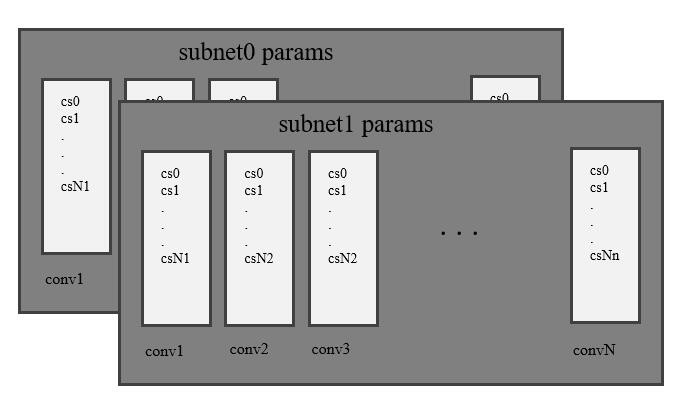 subnet0 params
cs0
cs1
.
.
.
csN1
conv1
cs0
subnet1 params
cs0
cs1
.
.
.
csN1
conv1
cs0
cs1
.
.
.
csN2
conv2
cs0
cs1
.
.
.
csN2
conv3
. . .
cs0
cs1
.
.
.
csNn
convN